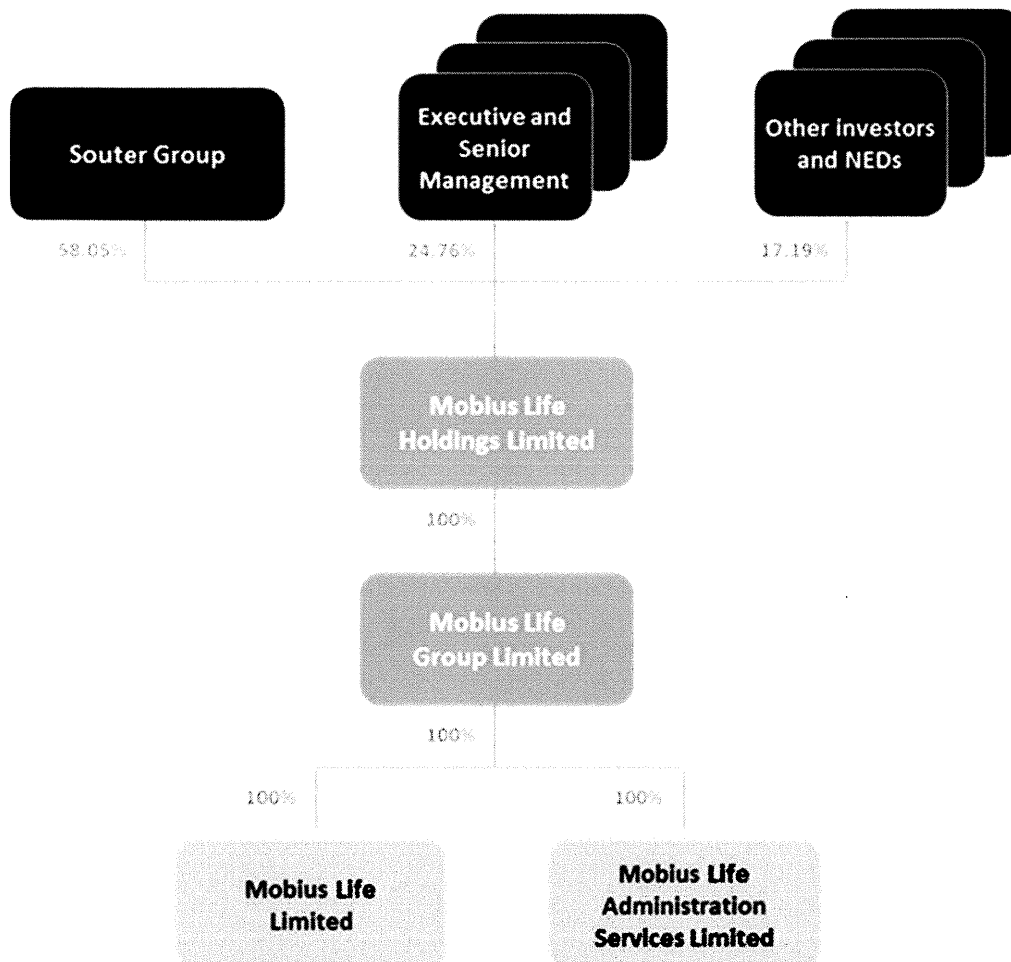 Souter Group
Executive and
Senior
Management
Other investors
and NEDs
58.05%
24.76%
17.19%
Mobius Life
Holdings Limited
100%
Mobius Life
Group Limited
100%
100%
100%
Mobius Life
Limited
Mobius Life
Administration
Services Limited